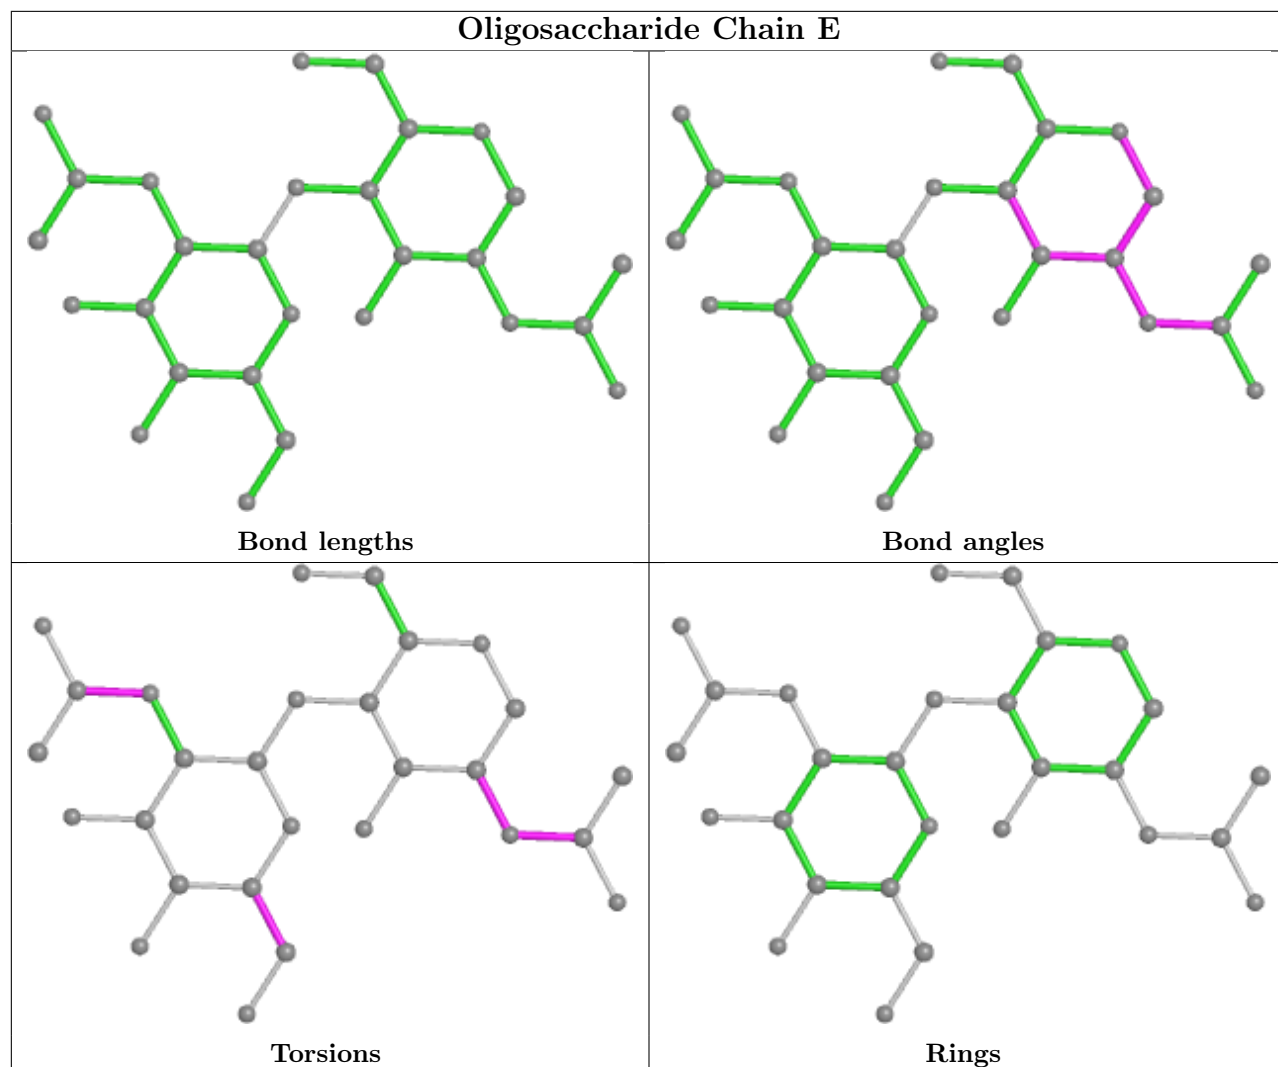 Oligosaccharide Chain E
Bond lengths
Bond angles
Torsions
Rings